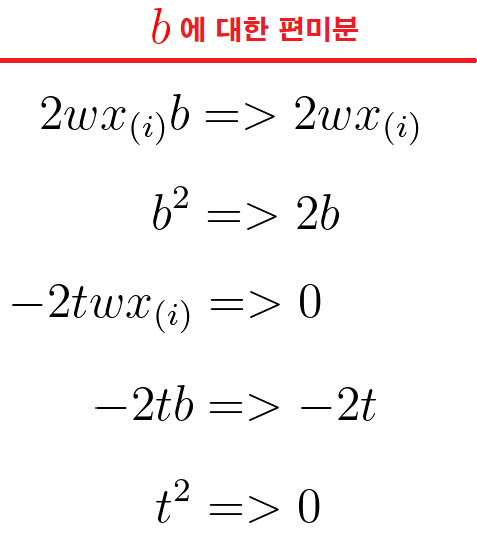 b 에 대한 편미분
2wx₍ᵢ₎b => 2wx₍ᵢ₎
b² => 2b
−2twx₍ᵢ₎ => 0
−2tb => −2t
t² => 0